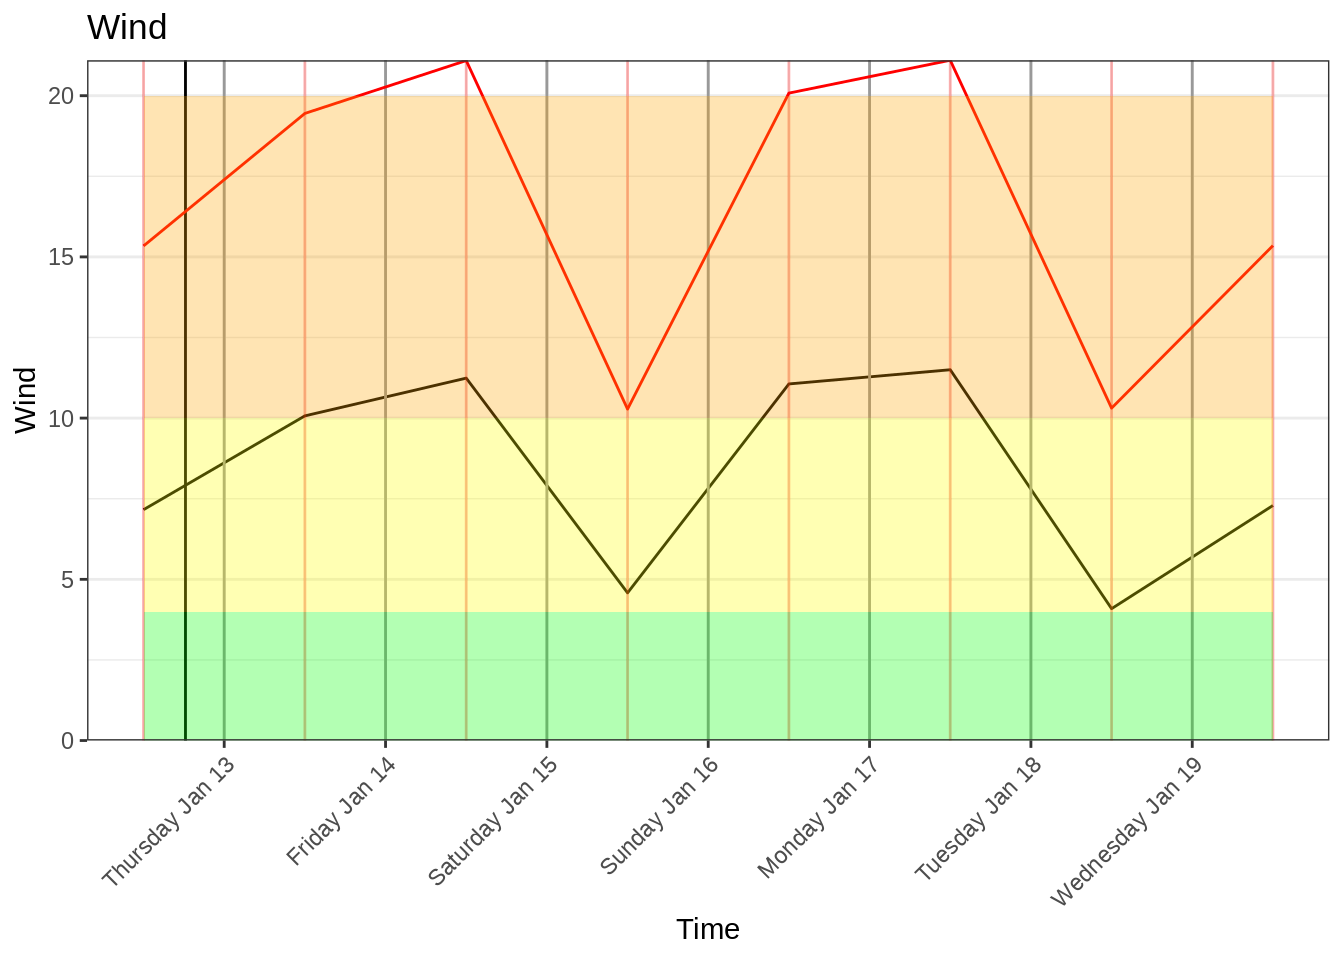 Wind
Wind
20
15
10
5
0
Thursday Jan 13
Friday Jan 14
Saturday Jan 15
Sunday Jan 16
Monday Jan 17
Tuesday Jan 18
Wednesday Jan 19
Time